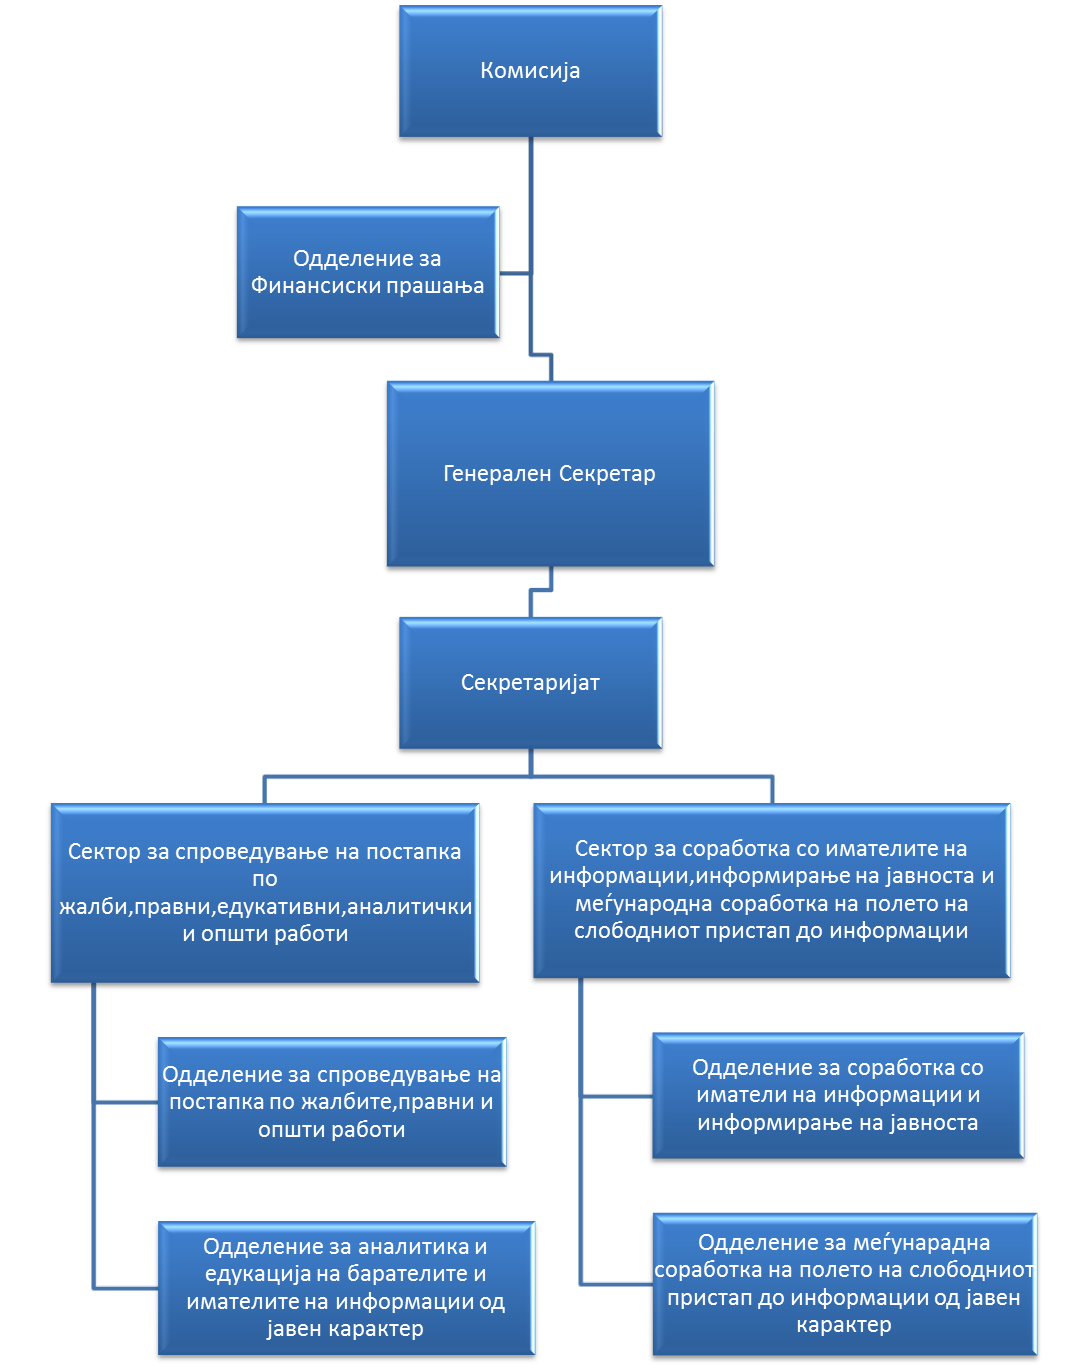 Комисија
Одделение за
Финансиски прашања
Генерален Секретар
Секретаријат
Сектор за спроведување на постапка
по
жалби,правни,едукативни,аналитички
и општи работи
Сектор за соработка со имателите на
информации,информирање на јавноста и
меѓународна соработка на полето на
слободниот пристап до информации
Одделение за спроведување на
постапка по жалбите,правни и
општи работи
Одделение за соработка со
иматели на информации и
информирање на јавноста
Одделение за аналитика и
едукација на барателите и
имателите на информации од
јавен карактер
Одделение за меѓунарадна
соработка на полето на слободниот
пристап до информации од јавен
карактер